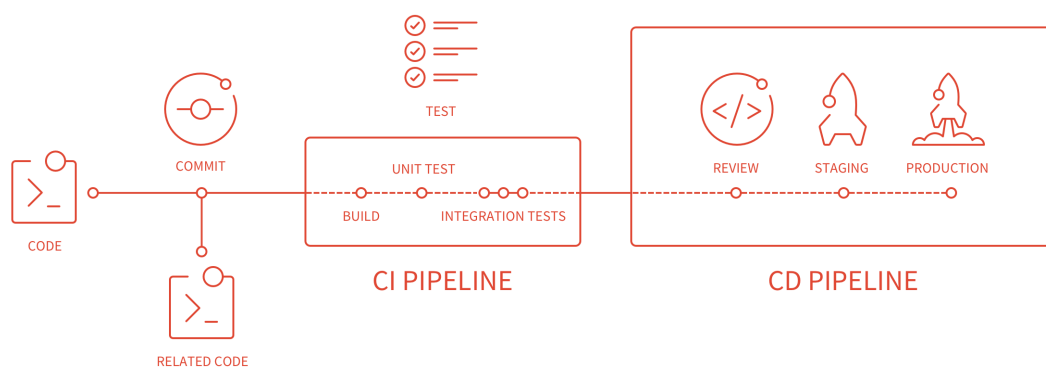 TEST
COMMIT
UNIT TEST
REVIEW
STAGING
PRODUCTION
BUILD
INTEGRATION TESTS
CODE
CI PIPELINE
CD PIPELINE
RELATED CODE